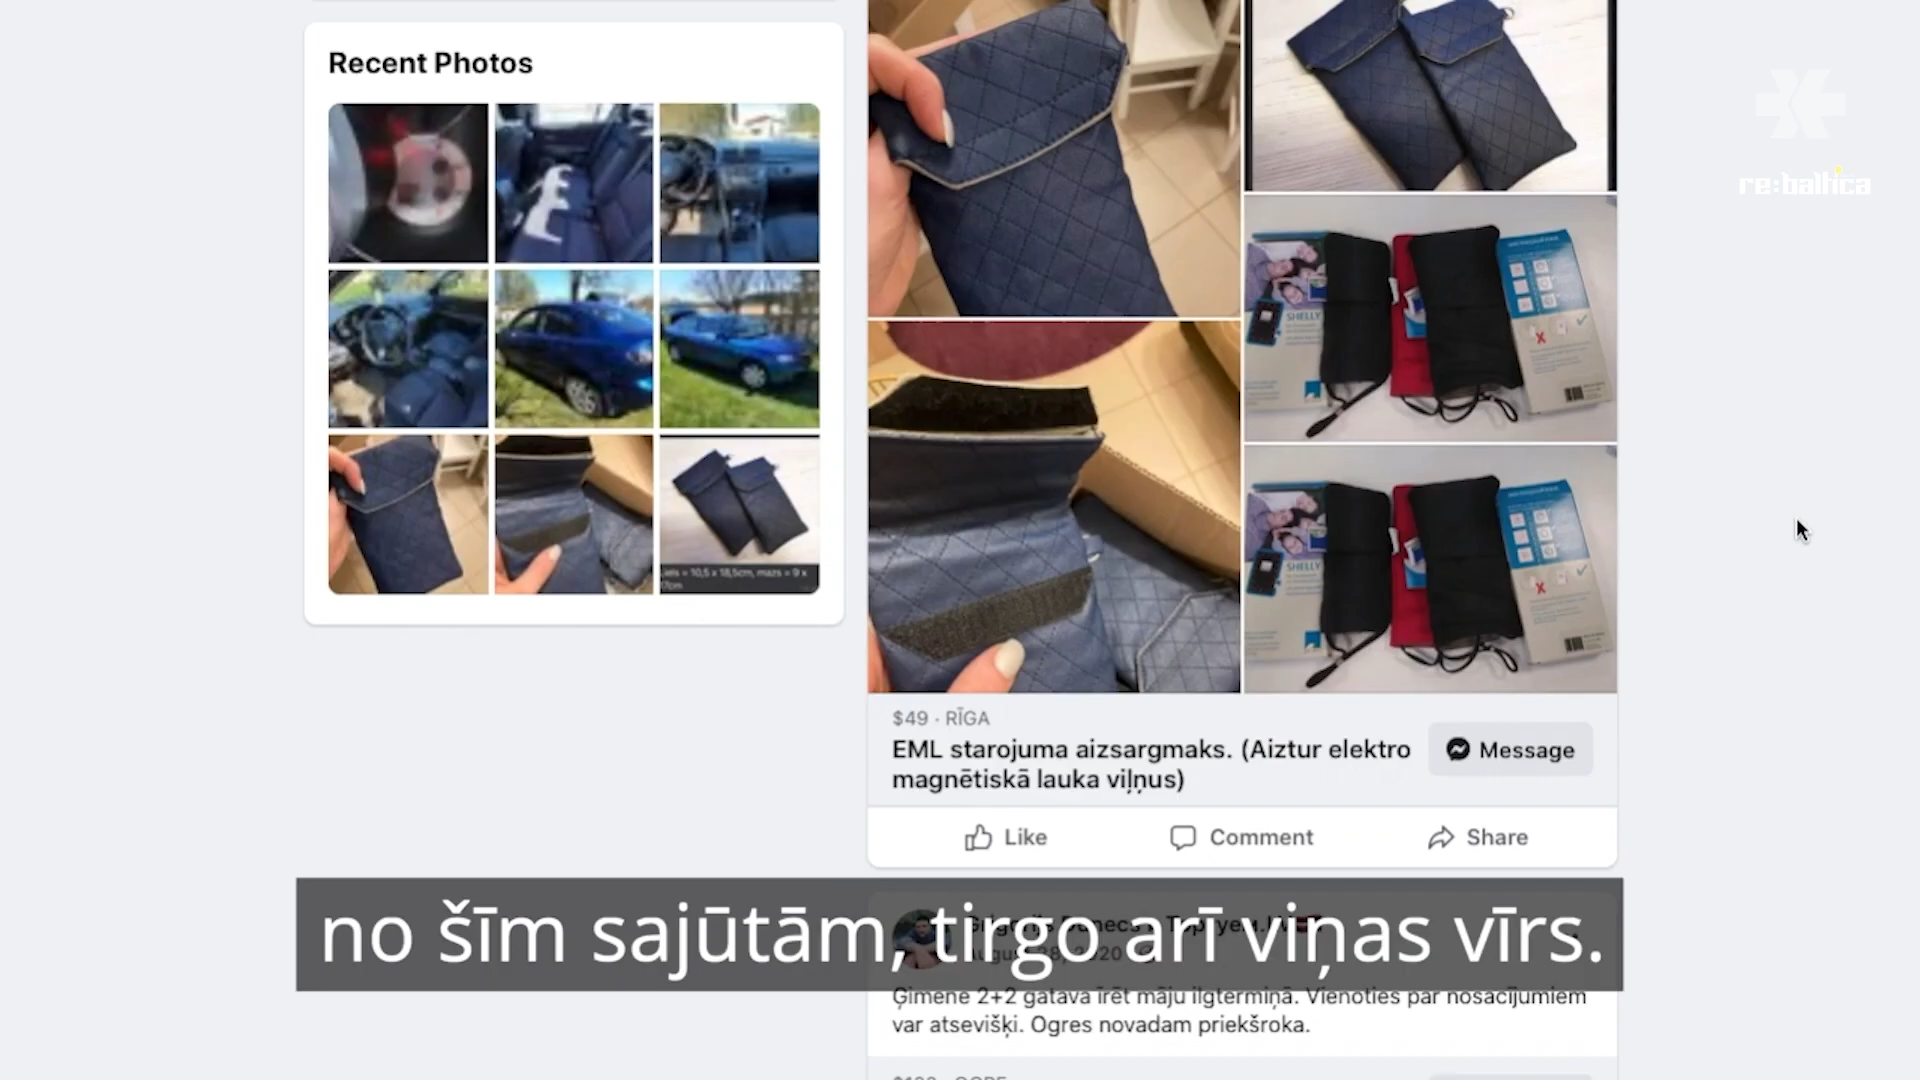 Recent Photos
re:baltica
SHELLY
SHELLY
$49 · RĪGA
EML starojuma aizsargmaks. (Aiztur elektro
magnētiskā lauka viļņus)
Message
Like
Comment
Share
no šīm sajūtām, tirgo arī viņas vīrs.
Ģimene 2+2 gatava īrēt māju ilgtermiņā. Vienoties par nosacījumiem
var atsevišķi. Ogres novadam priekšroka.